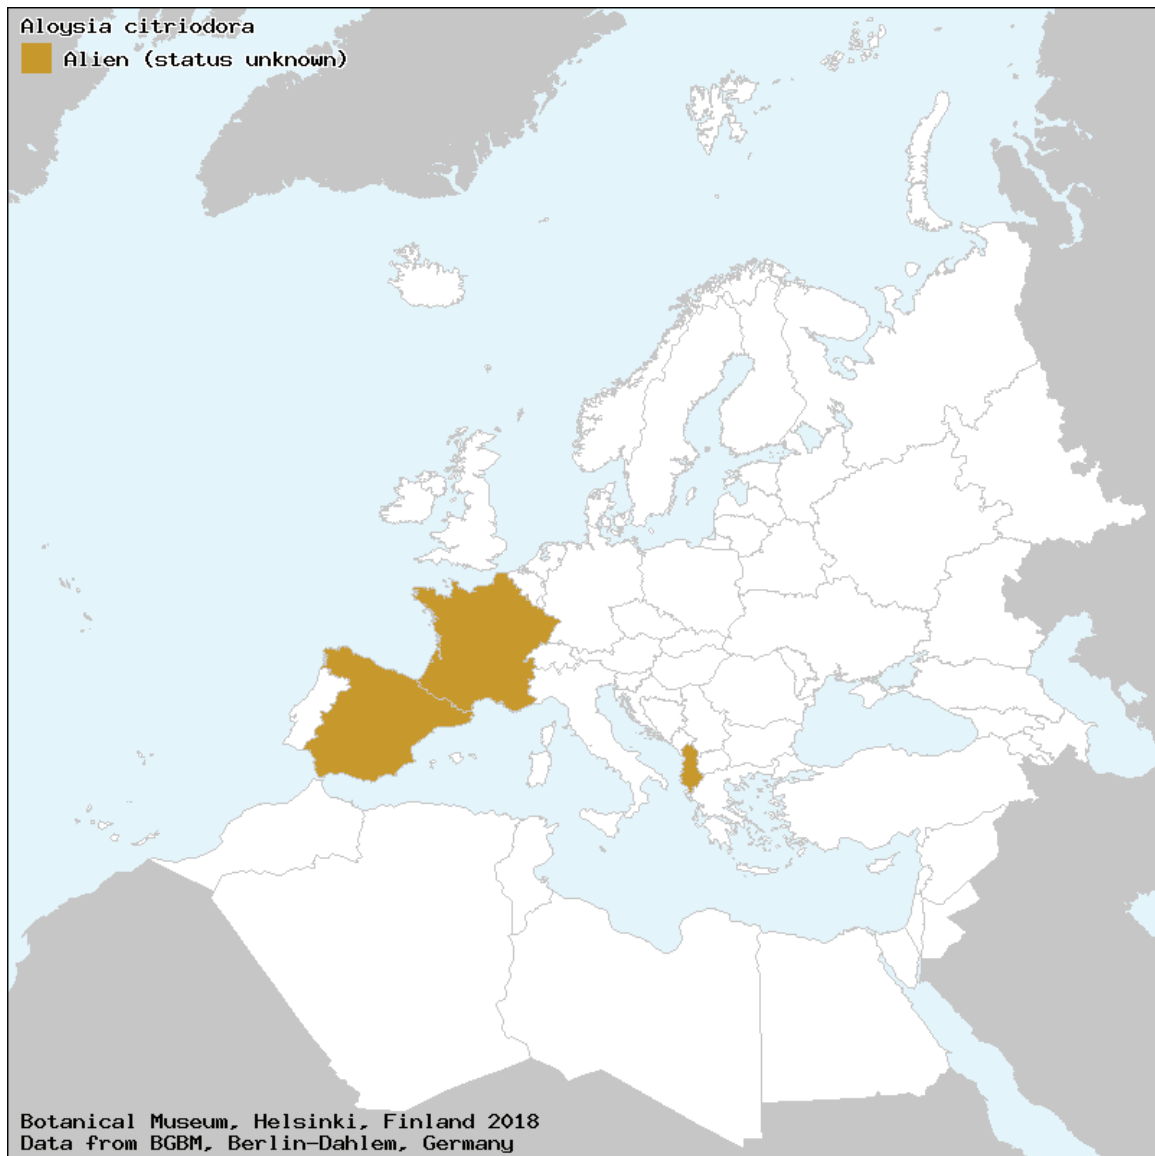 Aloysia citriodora
Alien (status unknown)
Botanical Museum, Helsinki, Finland 2018
Data from BGBM, Berlin-Dahlem, Germany